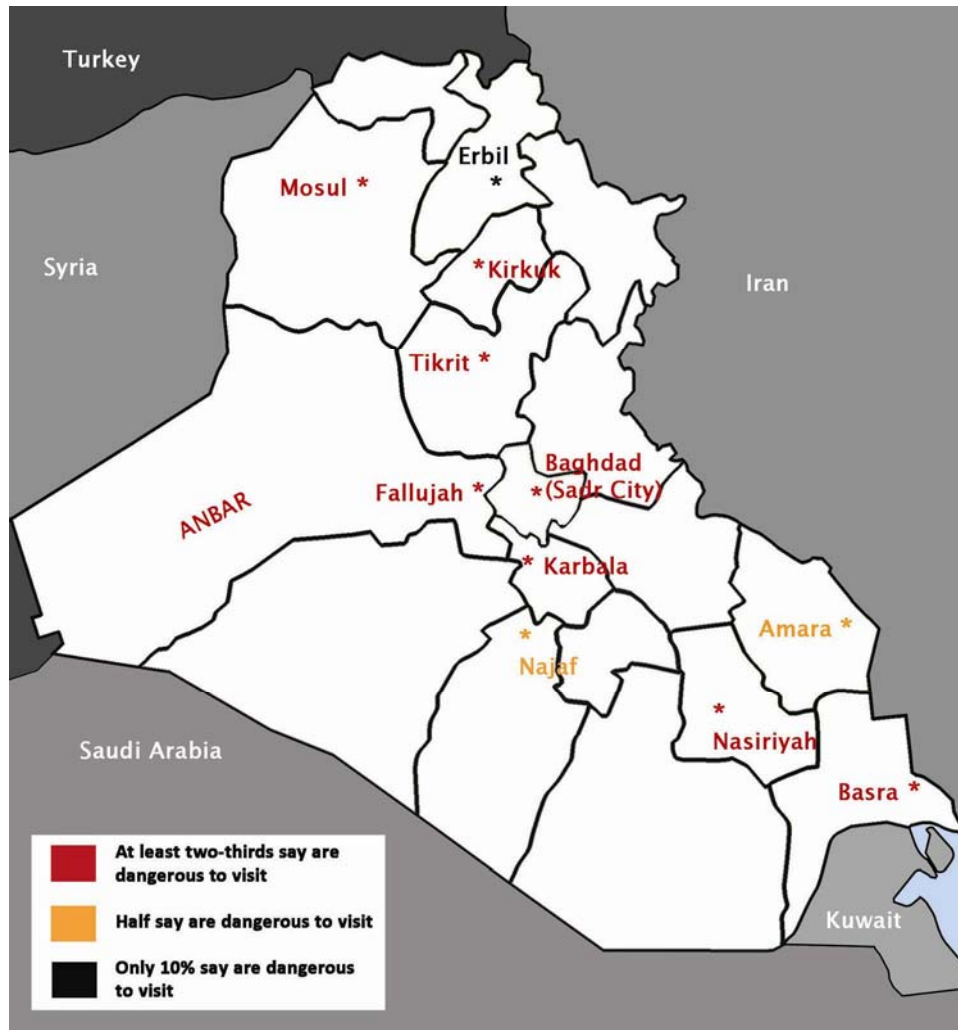 Turkey
Erbil
*
Mosul *
Syria
* Kirkuk
Iran
Tikrit *
Baghdad
* (Sadr City)
Fallujah *
ANBAR
* Karbala
Amara *
*
Najaf
*
Nasiriyah
Saudi Arabia
Basra *
At least two-thirds say are
dangerous to visit
Half say are dangerous to visit
Only 10% say are dangerous
to visit
Kuwait